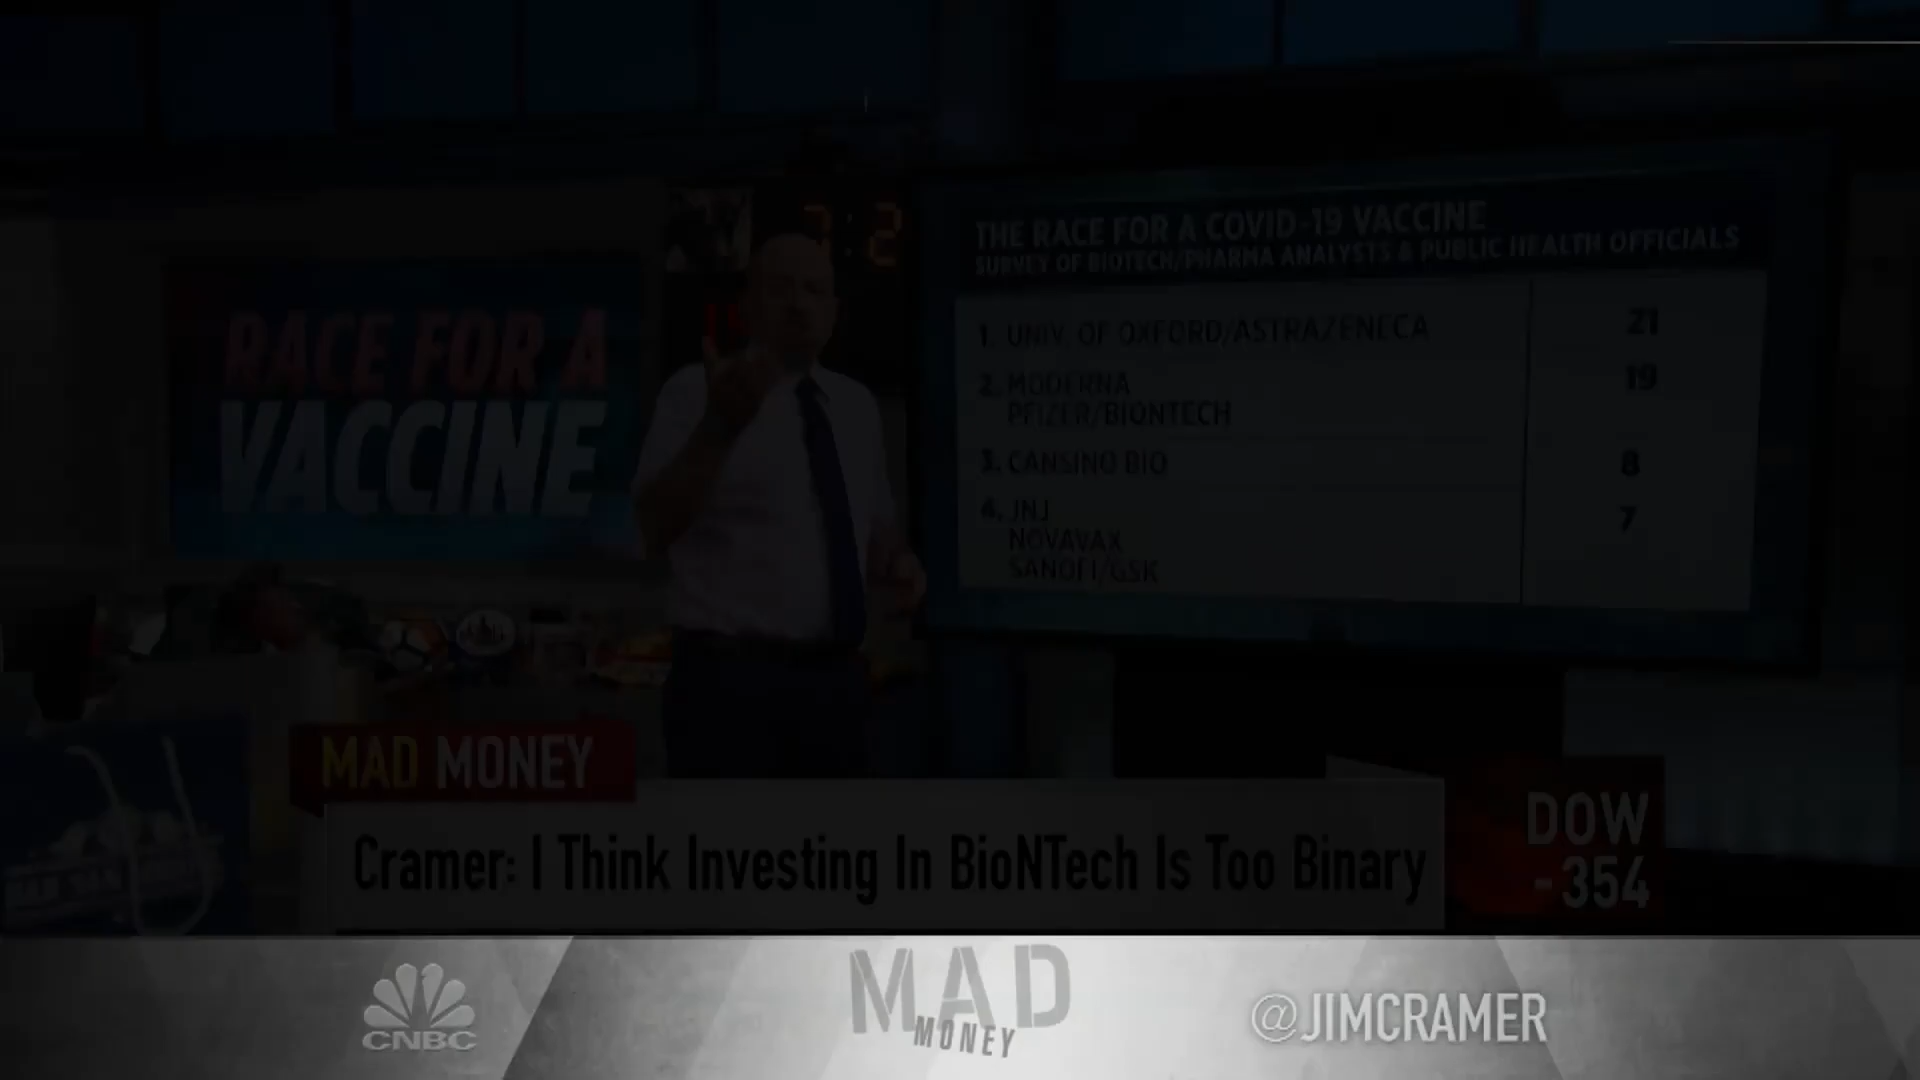 7:2
THE RACE FOR A COVID-19 VACCINE
SURVEY OF BIOTECH/PHARMA ANALYSTS & PUBLIC HEALTH OFFICIALS
RACE FOR A
VACCINE
1. UNIV. OF OXFORD/ASTRAZENECA 21
2. MODERNA 19
PFIZER/BIONTECH
3. CANSINO BIO 8
4. JNJ 7
NOVAVAX
SANOFI/GSK
MAD MONEY
Cramer: I Think Investing In BioNTech Is Too Binary
DOW
-354
CNBC
MAD
MONEY
@JIMCRAMER